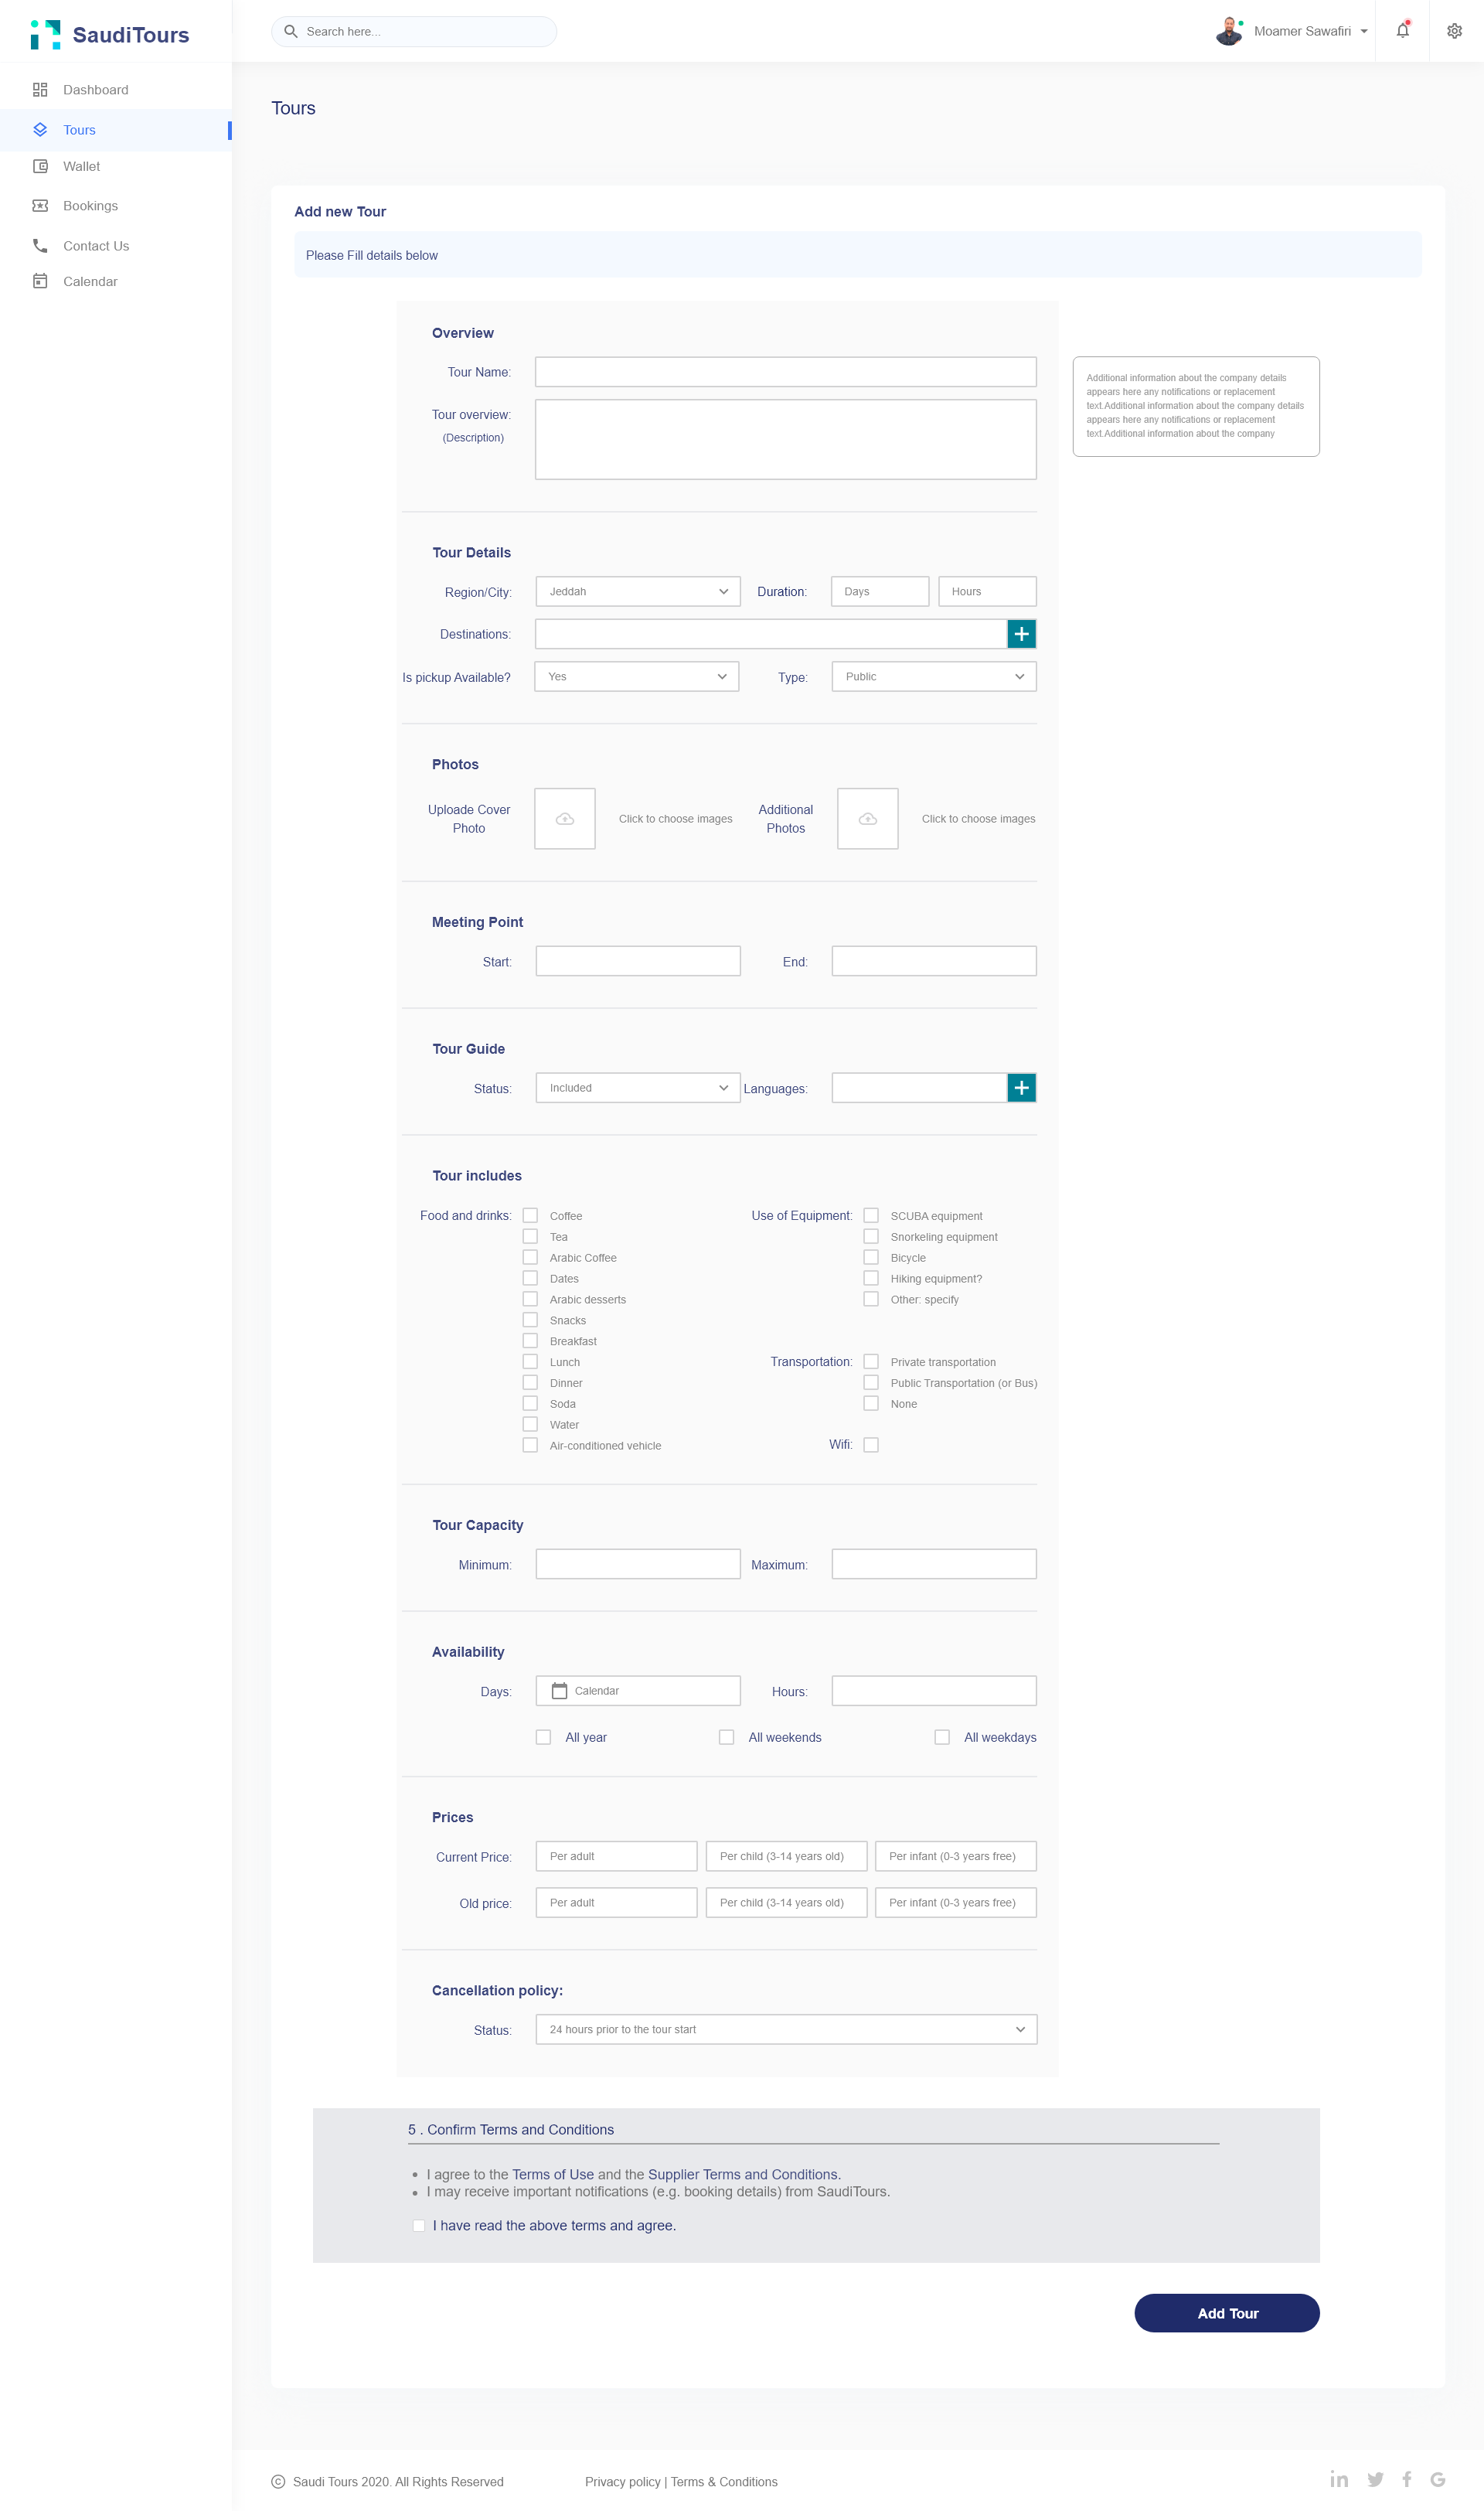 SaudiTours
Search here...
Moamer Sawafiri
Dashboard
Tours
Wallet
Bookings
Contact Us
Calendar
Tours
Add new Tour
Please Fill details below
Overview
Tour Name:
Tour overview:
(Description)
Additional information about the company details
appears here any notifications or replacement
text.Additional information about the company details
appears here any notifications or replacement
text.Additional information about the company
Tour Details
Region/City: Jeddah Duration: Days Hours
Destinations:
Is pickup Available? Yes Type: Public
Photos
Uploade Cover
Photo
Click to choose images
Additional
Photos
Click to choose images
Meeting Point
Start: End:
Tour Guide
Status: Included Languages:
Tour includes
Food and drinks: Coffee
Tea
Arabic Coffee
Dates
Arabic desserts
Snacks
Breakfast
Lunch
Dinner
Soda
Water
Air-conditioned vehicle
Use of Equipment: SCUBA equipment
Snorkeling equipment
Bicycle
Hiking equipment?
Other: specify
Transportation: Private transportation
Public Transportation (or Bus)
None
Wifi:
Tour Capacity
Minimum: Maximum:
Availability
Days: Calendar Hours:
All year All weekends All weekdays
Prices
Current Price: Per adult Per child (3-14 years old) Per infant (0-3 years free)
Old price: Per adult Per child (3-14 years old) Per infant (0-3 years free)
Cancellation policy:
Status: 24 hours prior to the tour start
5 . Confirm Terms and Conditions
• I agree to the Terms of Use and the Supplier Terms and Conditions.
• I may receive important notifications (e.g. booking details) from SaudiTours.
I have read the above terms and agree.
Add Tour
© Saudi Tours 2020. All Rights Reserved Privacy policy | Terms & Conditions